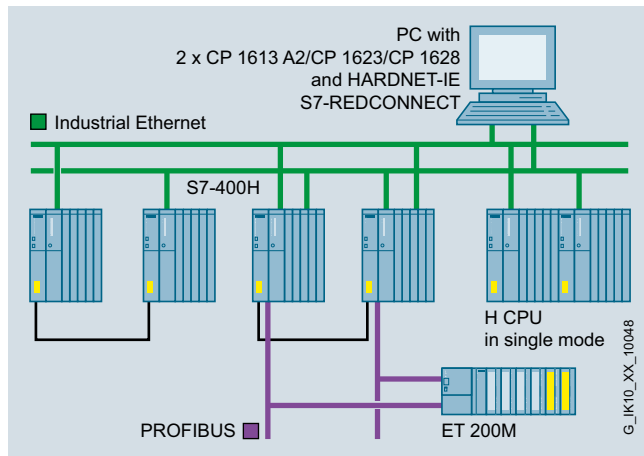 PC with
2 x CP 1613 A2/CP 1623/CP 1628
and HARDNET-IE
S7-REDCONNECT
Industrial Ethernet
S7-400H
H CPU
in single mode
PROFIBUS
ET 200M
G_IK10_XX_10048